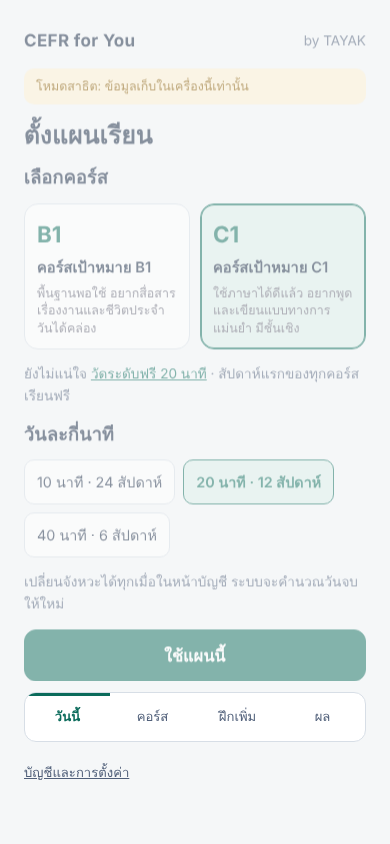 CEFR for You
by TAYAK
โหมดสาธิต: ข้อมูลเก็บในเครื่องนี้เท่านั้น
ตั้งแผนเรียน
เลือกคอร์ส
B1
คอร์สเป้าหมาย B1
พื้นฐานพอใช้ อยากสื่อสาร
เรื่องงานและชีวิตประจำ
วันได้คล่อง
C1
คอร์สเป้าหมาย C1
ใช้ภาษาได้ดีแล้ว อยากพูด
และเขียนแบบทางการ
แม่นยำ มีชั้นเชิง
ยังไม่แน่ใจ วัดระดับฟรี 20 นาที · สัปดาห์แรกของทุกคอร์ส
เรียนฟรี
วันละกี่นาที
10 นาที · 24 สัปดาห์
20 นาที · 12 สัปดาห์
40 นาที · 6 สัปดาห์
เปลี่ยนจังหวะได้ทุกเมื่อในหน้าบัญชี ระบบจะคำนวณวันจบ
ให้ใหม่
ใช้แผนนี้
วันนี้
คอร์ส
ฝึกเพิ่ม
ผล
บัญชีและการตั้งค่า